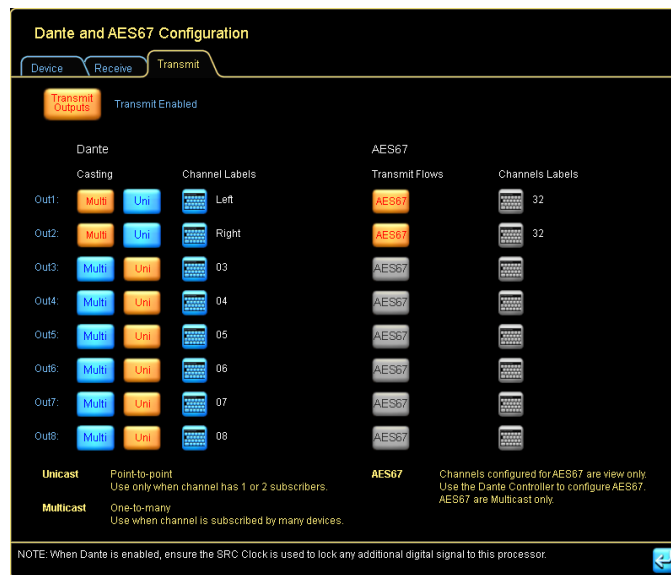 Dante and AES67 Configuration
Device Receive Transmit
Transmit Outputs Transmit Enabled
Dante AES67
Casting Channel Labels Transmit Flows Channels Labels
Out1: Multi Uni Left AES67 32
Out2: Multi Uni Right AES67 32
Out3: Multi Uni 03 AES67
Out4: Multi Uni 04 AES67
Out5: Multi Uni 05 AES67
Out6: Multi Uni 06 AES67
Out7: Multi Uni 07 AES67
Out8: Multi Uni 08 AES67
Unicast Point-to-point
Use only when channel has 1 or 2 subscribers.
Multicast One-to-many
Use when channel is subscribed by many devices.
AES67 Channels configured for AES67 are view only.
Use the Dante Controller to configure AES67.
AES67 are Multicast only.
NOTE: When Dante is enabled, ensure the SRC Clock is used to lock any additional digital signal to this processor.